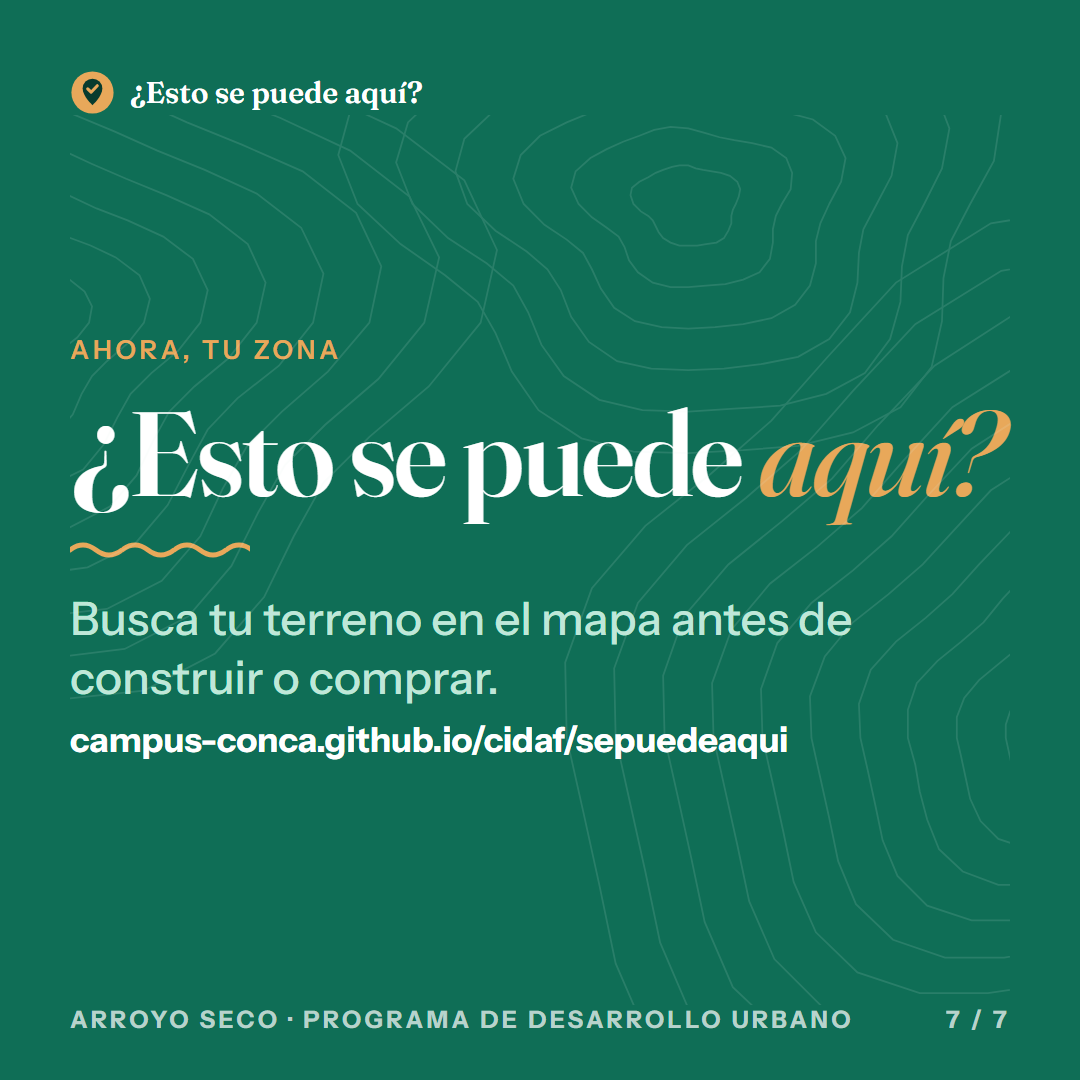 ¿Esto se puede aquí?
AHORA, TU ZONA
¿Esto se puede aquí?
Busca tu terreno en el mapa antes de
construir o comprar.
campus-conca.github.io/cidaf/sepuedeaqui
ARROYO SECO · PROGRAMA DE DESARROLLO URBANO 7 / 7